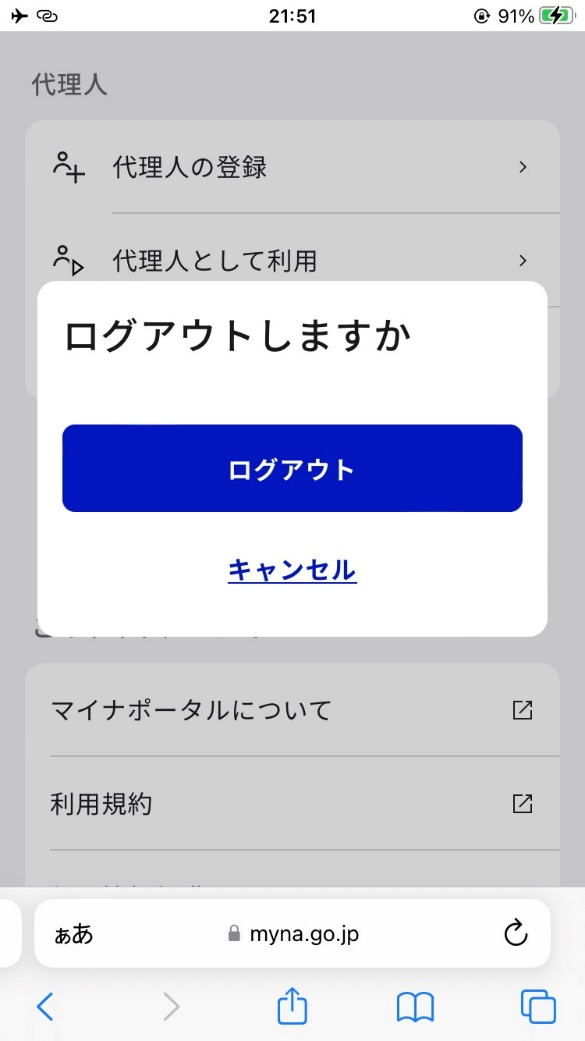 21:51
91%
代理人
代理人の登録
代理人として利用
ログアウトしますか
ログアウト
キャンセル
マイナポータルについて
利用規約
ぁあ
myna.go.jp